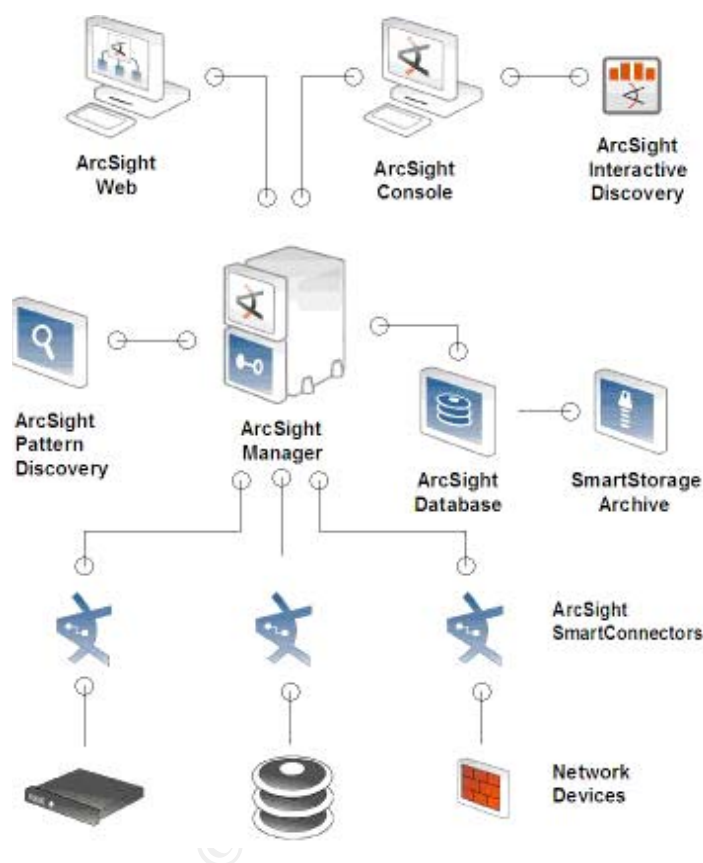 ArcSight
Web
ArcSight
Console
ArcSight
Interactive
Discovery
ArcSight
Pattern
Discovery
ArcSight
Manager
ArcSight
Database
SmartStorage
Archive
ArcSight
SmartConnectors
Network
Devices